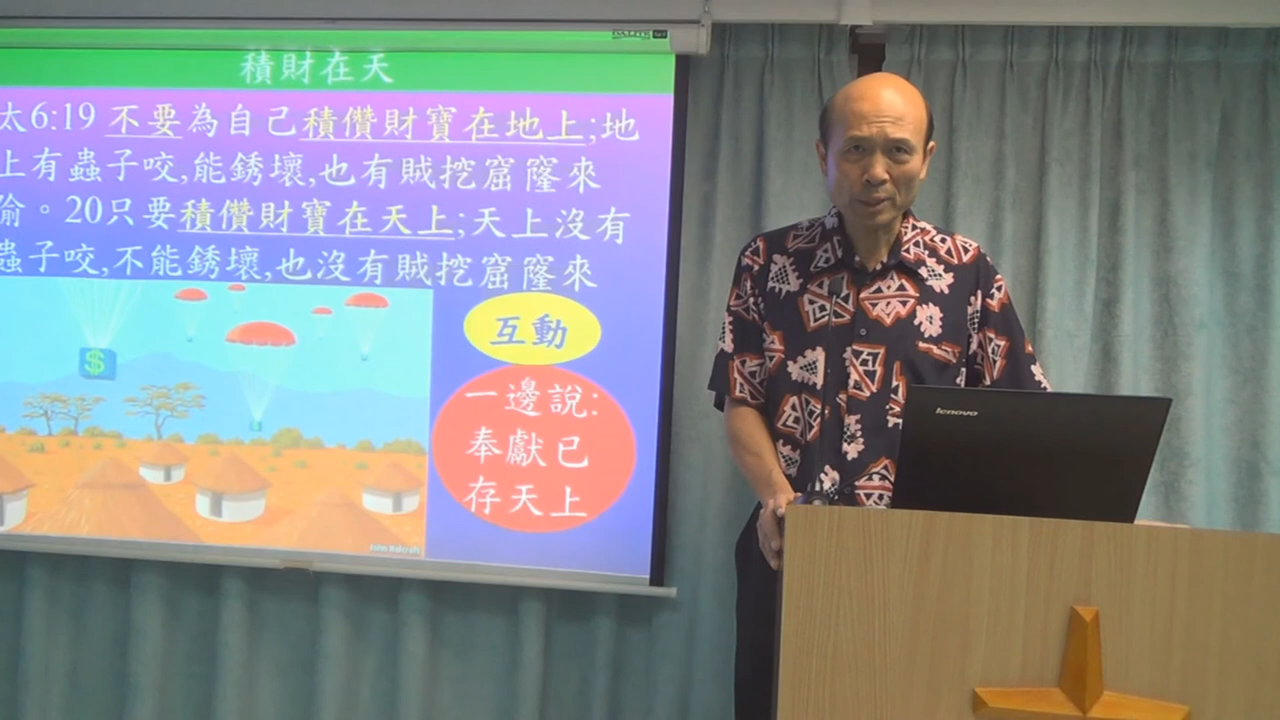 積財在天
太6:19 不要為自己積儹財寶在地上;地
上有蟲子咬,能銹壞,也有賊挖窟窿來
偷。20只要積儹財寶在天上;天上沒有
蟲子咬,不能銹壞,也沒有賊挖窟窿來
$
互動
一邊說:
奉獻已
存天上
lenovo